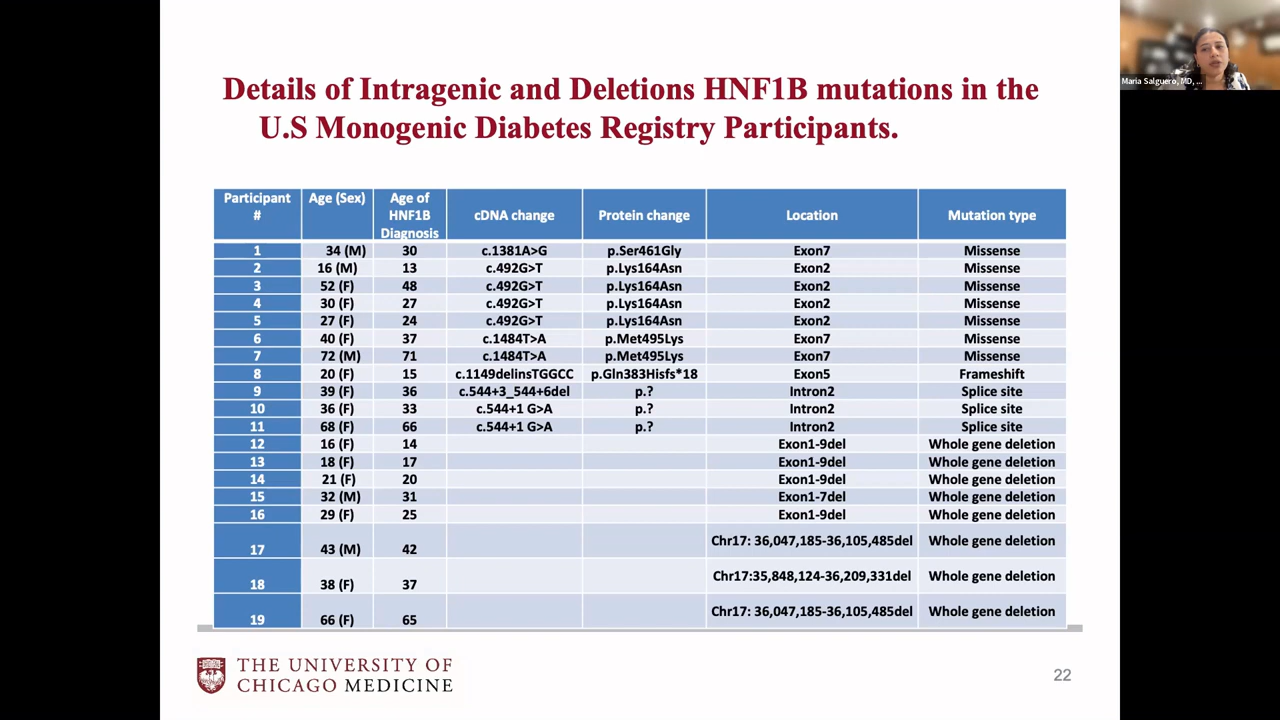 Maria Salguero, MD, ...
Details of Intragenic and Deletions HNF1B mutations in the
U.S Monogenic Diabetes Registry Participants.
Participant # Age (Sex) Age of HNF1B Diagnosis cDNA change Protein change Location Mutation type
1 34 (M) 30 c.1381A>G p.Ser461Gly Exon7 Missense
2 16 (M) 13 c.492G>T p.Lys164Asn Exon2 Missense
3 52 (F) 48 c.492G>T p.Lys164Asn Exon2 Missense
4 30 (F) 27 c.492G>T p.Lys164Asn Exon2 Missense
5 27 (F) 24 c.492G>T p.Lys164Asn Exon2 Missense
6 40 (F) 37 c.1484T>A p.Met495Lys Exon7 Missense
7 72 (M) 71 c.1484T>A p.Met495Lys Exon7 Missense
8 20 (F) 15 c.1149delinsTGGCC p.Gln383Hisfs*18 Exon5 Frameshift
9 39 (F) 36 c.544+3_544+6del p.? Intron2 Splice site
10 36 (F) 33 c.544+1 G>A p.? Intron2 Splice site
11 68 (F) 66 c.544+1 G>A p.? Intron2 Splice site
12 16 (F) 14 Exon1-9del Whole gene deletion
13 18 (F) 17 Exon1-9del Whole gene deletion
14 21 (F) 20 Exon1-9del Whole gene deletion
15 32 (M) 31 Exon1-7del Whole gene deletion
16 29 (F) 25 Exon1-9del Whole gene deletion
17 43 (M) 42 Chr17: 36,047,185-36,105,485del Whole gene deletion
18 38 (F) 37 Chr17:35,848,124-36,209,331del Whole gene deletion
19 66 (F) 65 Chr17: 36,047,185-36,105,485del Whole gene deletion
THE UNIVERSITY OF
CHICAGO MEDICINE
22